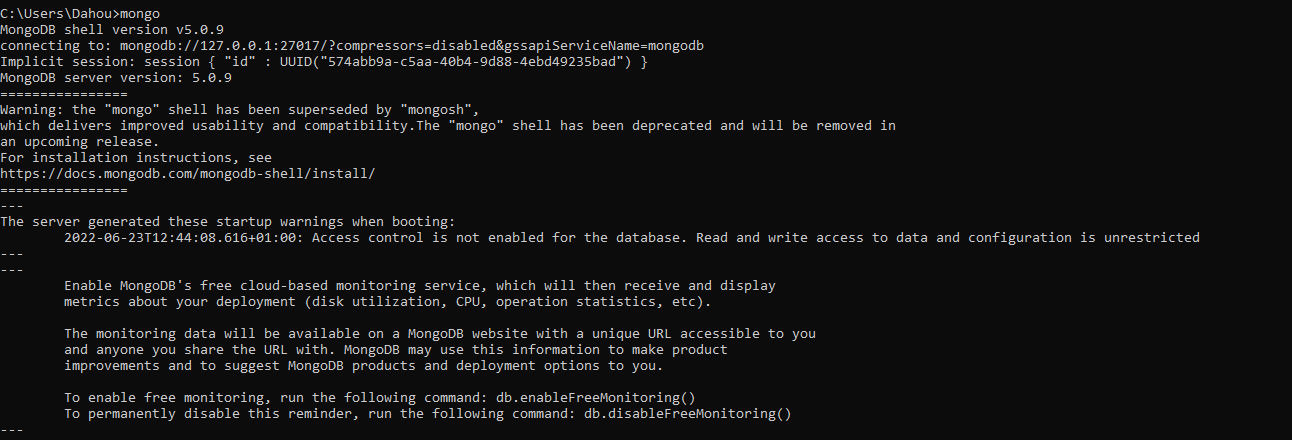 C:\Users\Dahou>mongo
MongoDB shell version v5.0.9
connecting to: mongodb://127.0.0.1:27017/?compressors=disabled&gssapiServiceName=mongodb
Implicit session: session { "id" : UUID("574abb9a-c5aa-40b4-9d88-4ebd49235bad") }
MongoDB server version: 5.0.9
================
Warning: the "mongo" shell has been superseded by "mongosh",
which delivers improved usability and compatibility.The "mongo" shell has been deprecated and will be removed in
an upcoming release.
For installation instructions, see
https://docs.mongodb.com/mongodb-shell/install/
================
---
The server generated these startup warnings when booting:
        2022-06-23T12:44:08.616+01:00: Access control is not enabled for the database. Read and write access to data and configuration is unrestricted
---
---
        Enable MongoDB's free cloud-based monitoring service, which will then receive and display
        metrics about your deployment (disk utilization, CPU, operation statistics, etc).

        The monitoring data will be available on a MongoDB website with a unique URL accessible to you
        and anyone you share the URL with. MongoDB may use this information to make product
        improvements and to suggest MongoDB products and deployment options to you.

        To enable free monitoring, run the following command: db.enableFreeMonitoring()
        To permanently disable this reminder, run the following command: db.disableFreeMonitoring()
---